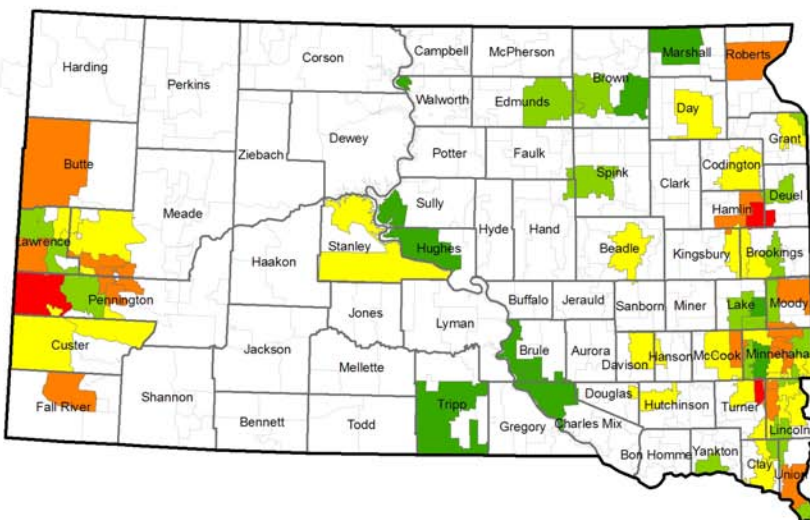 Harding
Perkins
Corson
Campbell
McPherson
Brown
Marshall
Roberts
Walworth
Edmunds
Day
Grant
Butte
Ziebach
Dewey
Potter
Faulk
Spink
Clark
Codington
Deuel
Hamlin
Meade
Sully
Hyde
Hand
Beadle
Kingsbury
Brookings
Lawrence
Stanley
Hughes
Haakon
Pennington
Buffalo
Jerauld
Sanborn
Miner
Lake
Moody
Jones
Lyman
Custer
Jackson
Mellette
Brule
Aurora
Davison
Hanson
McCook
Minnehaha
Fall River
Shannon
Bennett
Todd
Tripp
Gregory
Charles Mix
Douglas
Hutchinson
Turner
Lincoln
Bon Homme
Yankton
Clay
Union